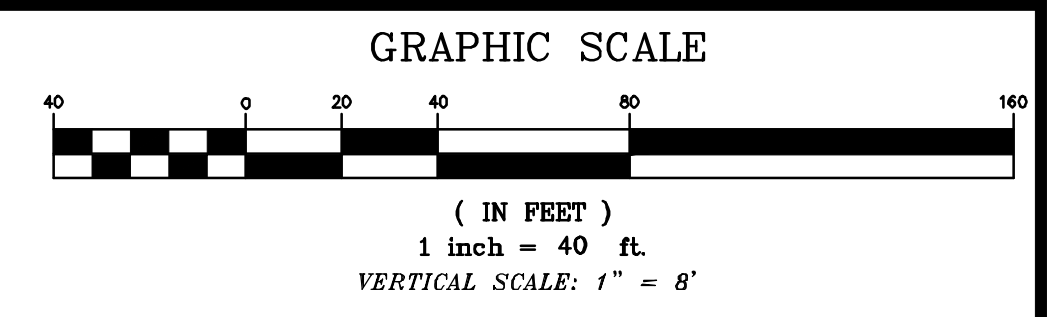 GRAPHIC SCALE
40 0 20 40 80 160
( IN FEET )
1 inch = 40 ft.
VERTICAL SCALE: 1" = 8'